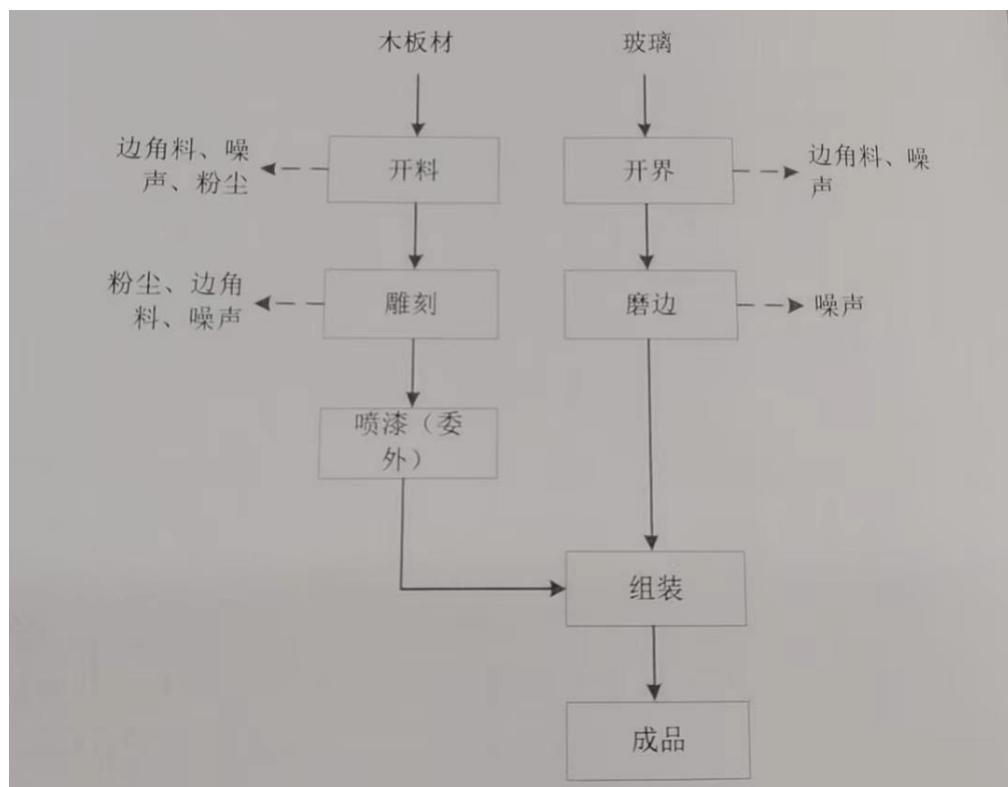 木板材
玻璃
边角料、噪
声、粉尘
开料
开界
边角料、噪
声
粉尘、边角
料、噪声
雕刻
磨边
噪声
喷漆（委
外）
组装
成品